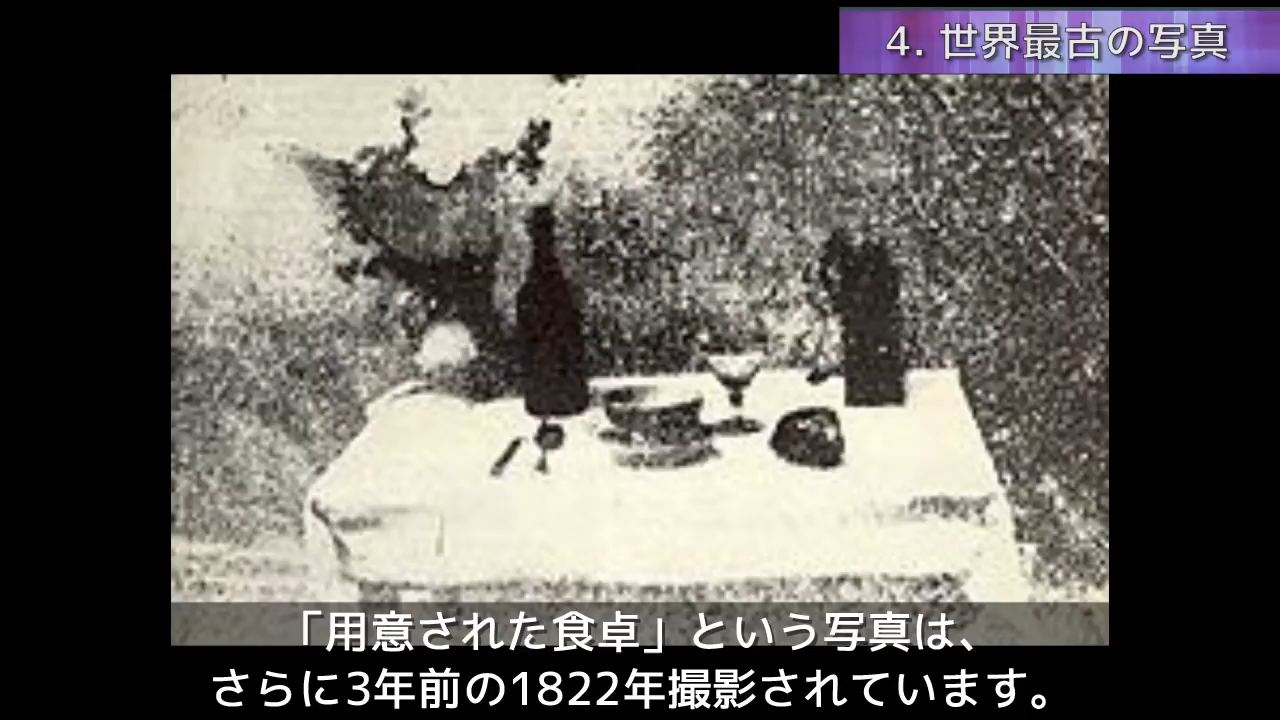 4. 世界最古の写真
「用意された食卓」という写真は、
さらに3年前の1822年撮影されています。